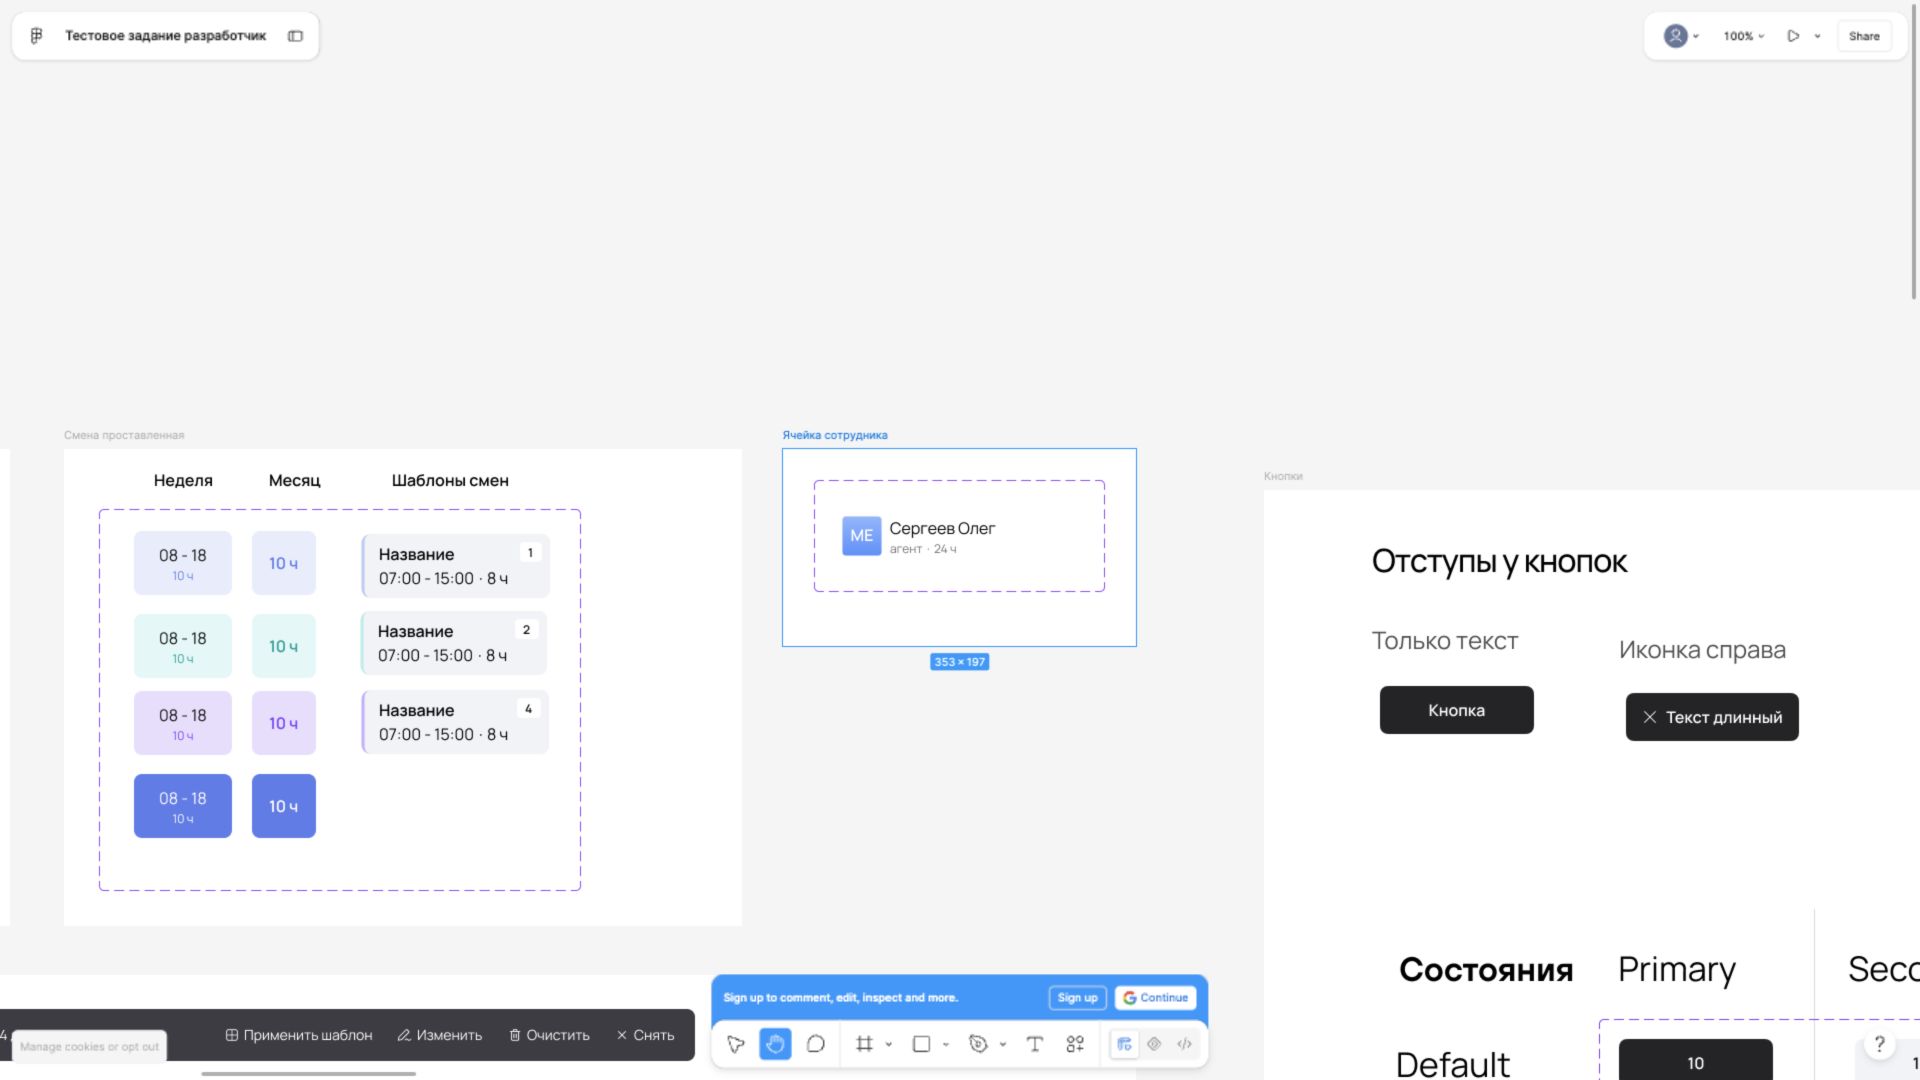 Тестовое задание разработчик
100%
Share
Смена проставленная
Неделя
Месяц
Шаблоны смен
08 - 18
10 ч
10 ч
Название
1
07:00 - 15:00 · 8 ч
08 - 18
10 ч
10 ч
Название
2
07:00 - 15:00 · 8 ч
08 - 18
10 ч
10 ч
Название
4
07:00 - 15:00 · 8 ч
08 - 18
10 ч
10 ч
Ячейка сотрудника
МЕ
Сергеев Олег
агент · 24 ч
353 × 197
Кнопки
Отступы у кнопок
Только текст
Иконка справа
Кнопка
Текст длинный
Состояния
Primary
Seco
Default
10
1
4
Применить шаблон
Изменить
Очистить
Снять
Manage cookies or opt out
Sign up to comment, edit, inspect and more.
Sign up
Continue
?